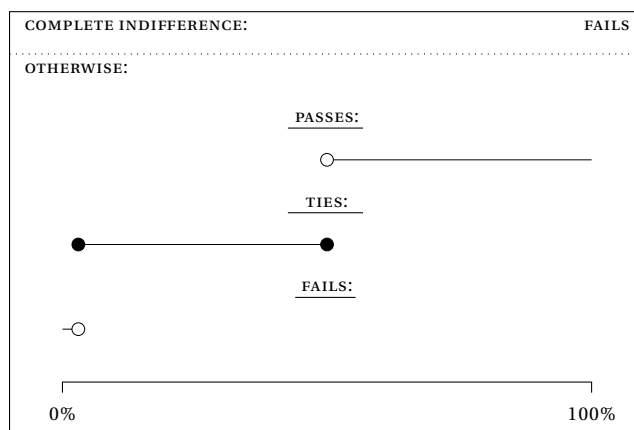 COMPLETE INDIFFERENCE: FAILS
OTHERWISE:
PASSES:
TIES:
FAILS:
0% 100%